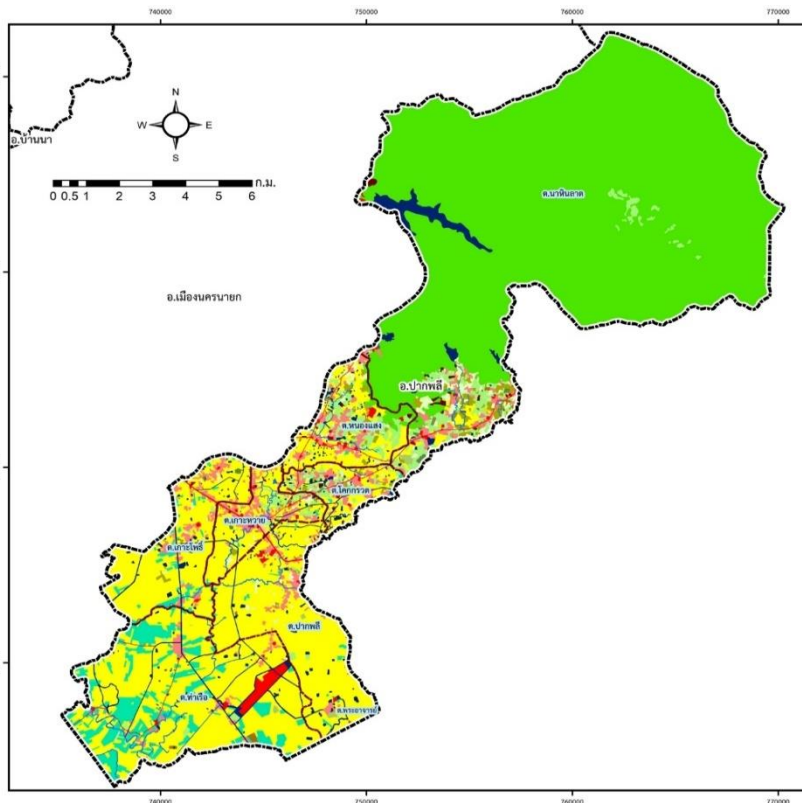 740000 750000 760000 770000
N
W E
S
อ.บ้านนา
ก.ม.
0 0.5 1 2 3 4 5 6
ต.นาหินลาด
อ.เมืองนครนายก
อ.ปากพลี
ต.หนองแสง
ต.โคกกรวด
ต.เกาะหวาย
ต.เกาะโพธิ์
ต.ปากพลี
ต.ท่าเรือ
ต.พระอาจารย์
740000 750000 760000 770000